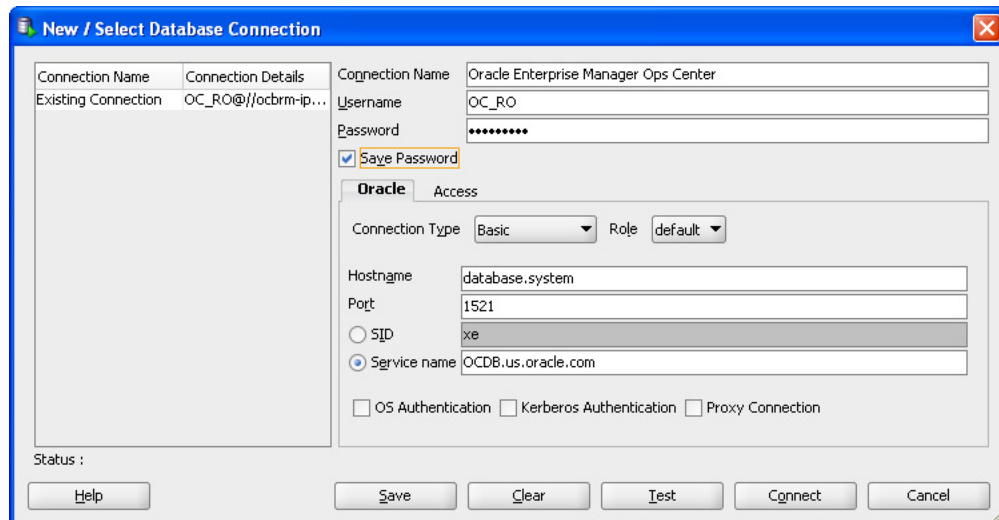 New / Select Database Connection
Connection Name Connection Details
Existing Connection OC_RO@//ocbrm-ip...
Connection Name Oracle Enterprise Manager Ops Center
Username OC_RO
Password •••••••••
Save Password
Oracle Access
Connection Type Basic Role default
Hostname database.system
Port 1521
SID xe
Service name OCDB.us.oracle.com
OS Authentication Kerberos Authentication Proxy Connection
Status :
Help Save Clear Test Connect Cancel